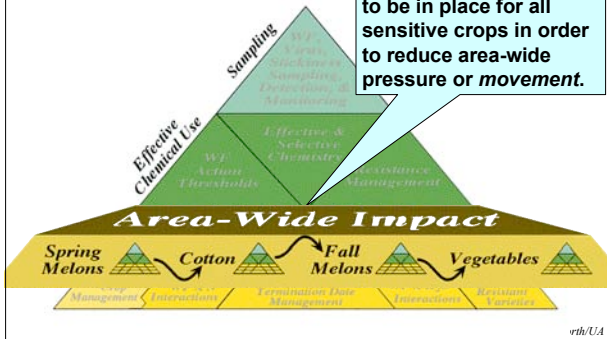 to be in place for all
sensitive crops in order
to reduce area-wide
pressure or movement.
Sampling
WF,
Virus,
Stickiness
Sampling,
Detection, &
Monitoring
Effective
Chemical Use
WF
Action
Thresholds
Effective &
Selective
Chemistry
Resistance
Management
Area-Wide Impact
Spring
Melons
Cotton
Fall
Melons
Vegetables
Management
Interactions
Termination Date
Management
Interactions
Resistant
Varieties
rth/UA